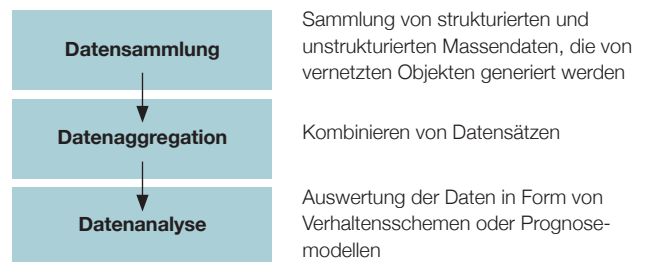 Datensammlung
Sammlung von strukturierten und
unstrukturierten Massendaten, die von
vernetzten Objekten generiert werden
Datenaggregation
Kombinieren von Datensätzen
Datenanalyse
Auswertung der Daten in Form von
Verhaltensschemen oder Prognose-
modellen